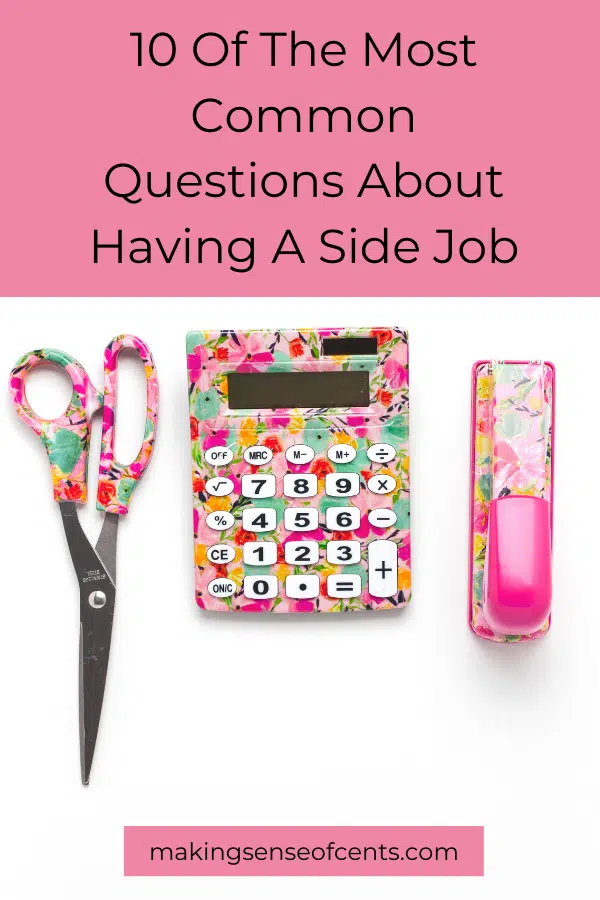 10 Of The Most
Common
Questions About
Having A Side Job
OFF MRC M− M+ ÷
√ 7 8 9 ×
% 4 5 6 −
CE 1 2 3
+
ON/C 0 • =
makingsenseofcents.com